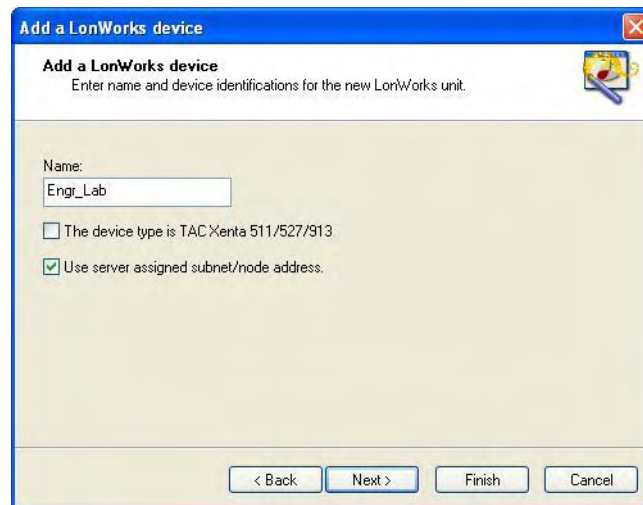 Add a LonWorks device
Add a LonWorks device
Enter name and device identifications for the new LonWorks unit.
Name:
Engr_Lab
The device type is TAC Xenta 511/527/913
Use server assigned subnet/node address.
< Back Next > Finish Cancel